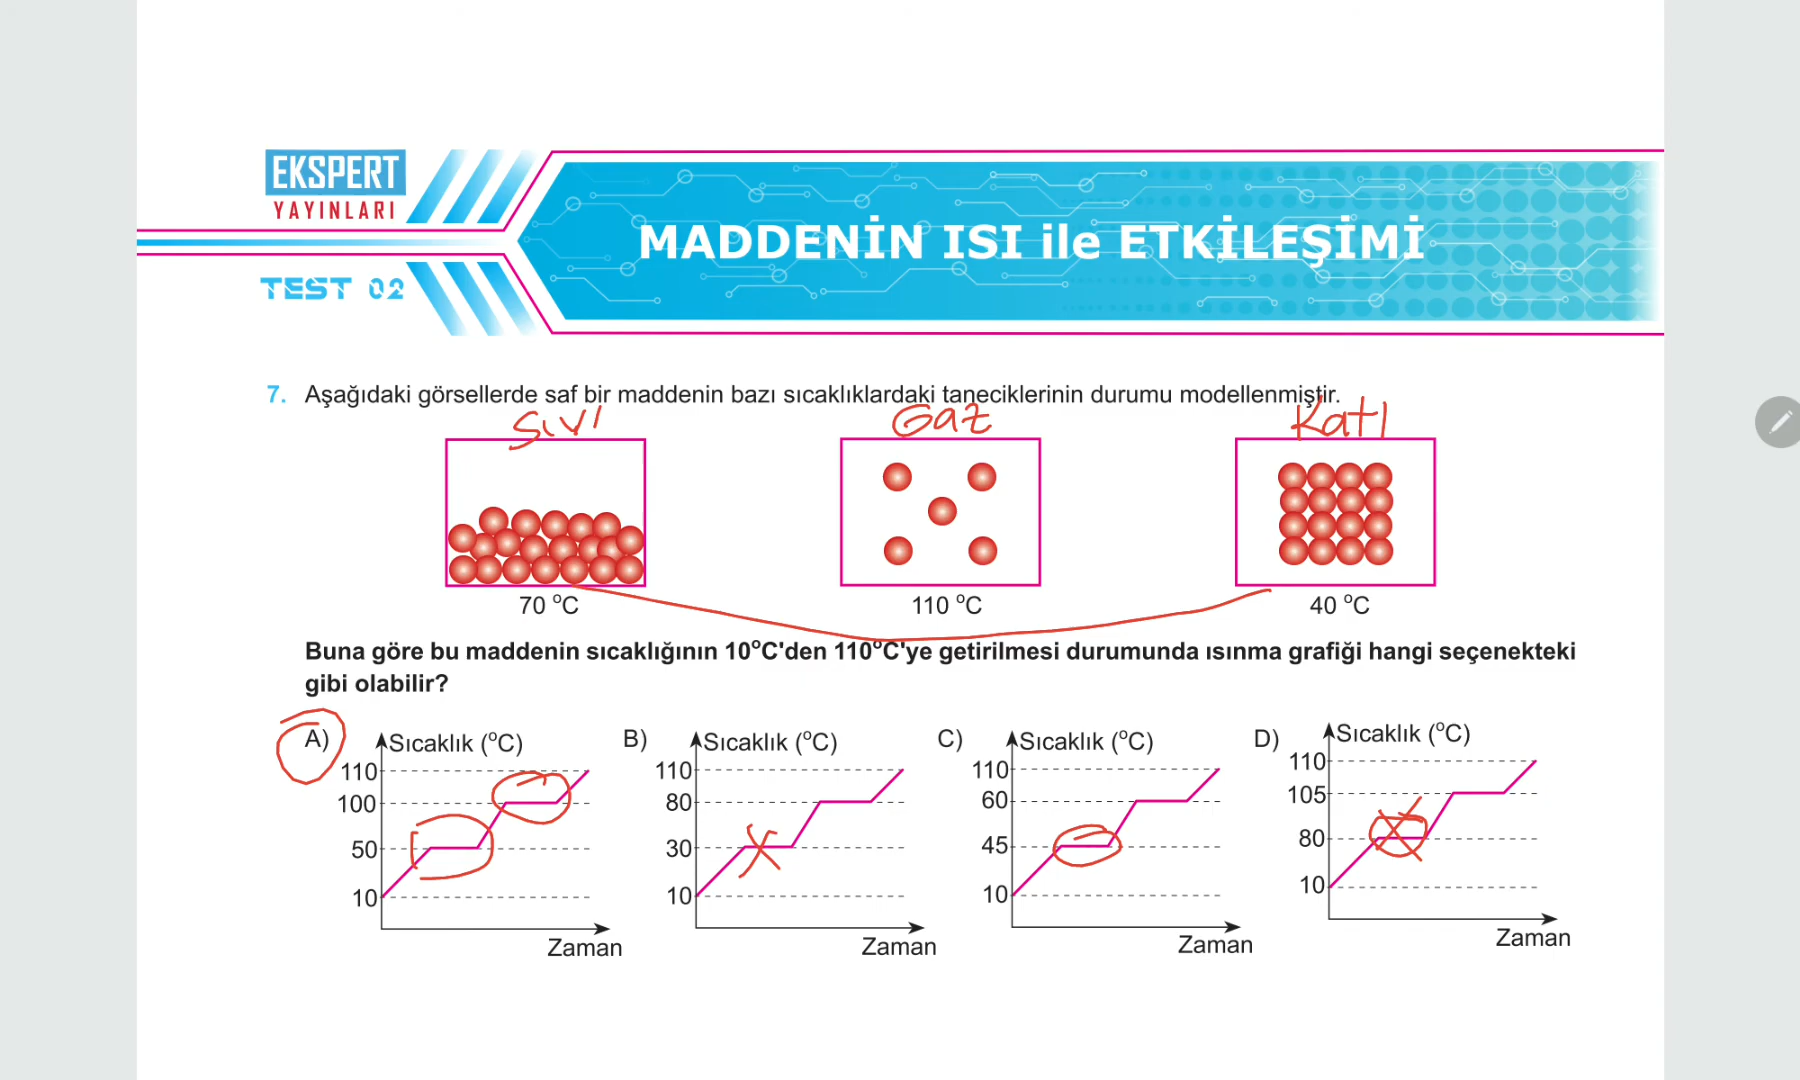 EKSPERT
YAYINLARI
TEST 02
MADDENİN ISI ile ETKİLEŞİMİ
7. Aşağıdaki görsellerde saf bir maddenin bazı sıcaklıklardaki taneciklerinin durumu modellenmiştir.
Sıvı Gaz Katı
70 °C 110 °C 40 °C
Buna göre bu maddenin sıcaklığının 10°C'den 110°C'ye getirilmesi durumunda ısınma grafiği hangi seçenekteki
gibi olabilir?
A) Sıcaklık (°C)
110
100
50
10
Zaman
B) Sıcaklık (°C)
110
80
30
10
Zaman
C) Sıcaklık (°C)
110
60
45
10
Zaman
D) Sıcaklık (°C)
110
105
80
10
Zaman